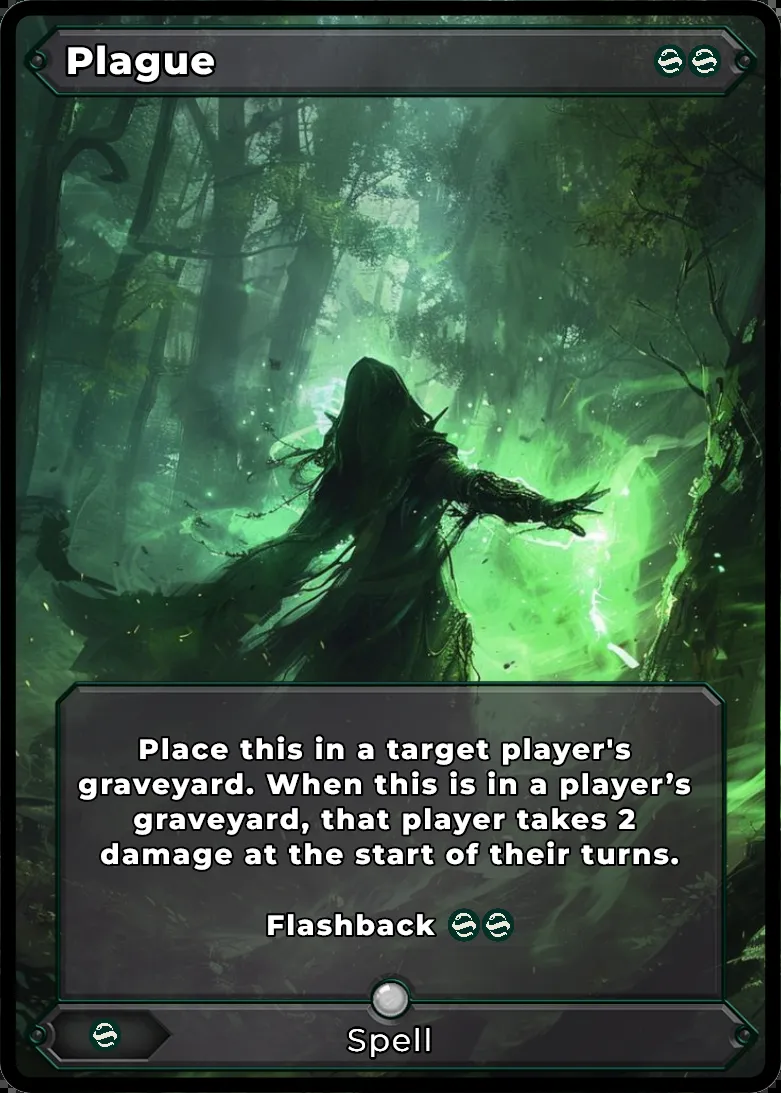 Plague
Place this in a target player's
graveyard. When this is in a player’s
graveyard, that player takes 2
damage at the start of their turns.
Flashback
Spell